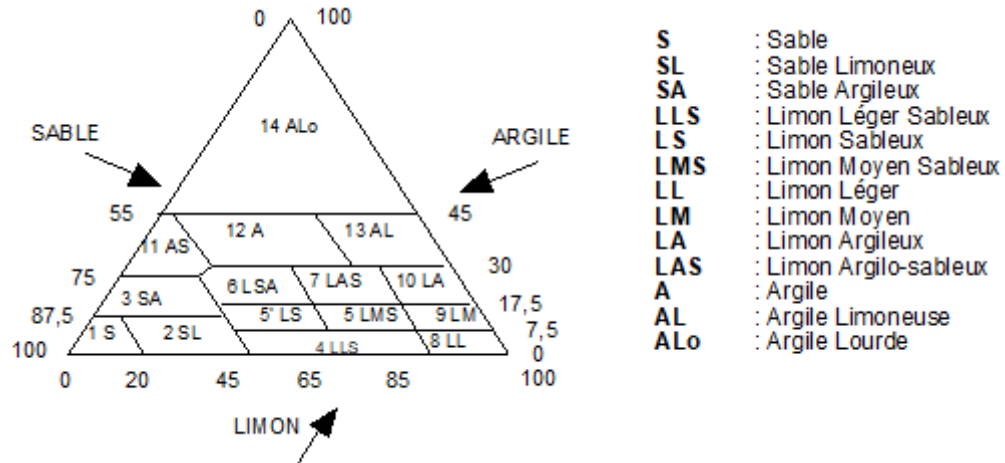 0 100
SABLE
ARGILE
14 ALo
55 45
11 AS 12 A 13 AL
75 30
3 SA 6 LSA 7 LAS 10 LA
87,5 17,5
5' LS 5 LMS 9 LM
1 S 2 SL 7,5
4 LLS 8 LL
100 0
0 20 45 65 85 100
LIMON
S : Sable
SL : Sable Limoneux
SA : Sable Argileux
LLS : Limon Léger Sableux
LS : Limon Sableux
LMS : Limon Moyen Sableux
LL : Limon Léger
LM : Limon Moyen
LA : Limon Argileux
LAS : Limon Argilo-sableux
A : Argile
AL : Argile Limoneuse
ALo : Argile Lourde